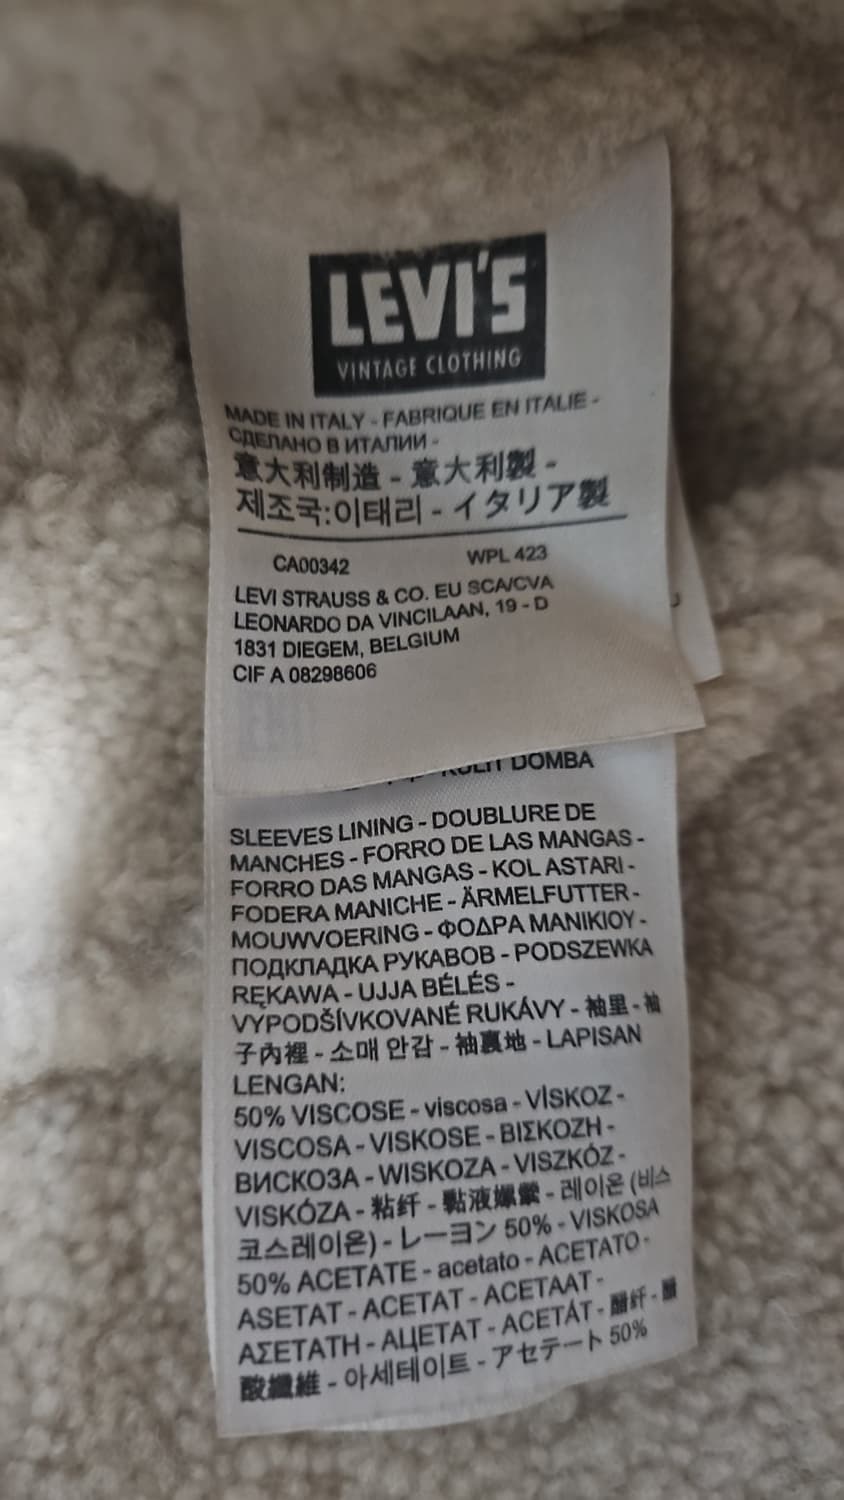 LEVI'S
VINTAGE CLOTHING
MADE IN ITALY - FABRIQUE EN ITALIE -
СДЕЛАНО В ИТАЛИИ -
意大利制造 - 意大利製 -
제조국:이태리 - イタリア製
CA00342 WPL 423
LEVI STRAUSS & CO. EU SCA/CVA
LEONARDO DA VINCILAAN, 19 - D
1831 DIEGEM, BELGIUM
CIF A 08298606
KULIT DOMBA
SLEEVES LINING - DOUBLURE DE
MANCHES - FORRO DE LAS MANGAS -
FORRO DAS MANGAS - KOL ASTARI -
FODERA MANICHE - ÄRMELFUTTER -
MOUWVOERING - ΦΟΔΡΑ ΜΑΝΙΚΙΟΥ -
ПОДКЛАДКА РУКАВОВ - PODSZEWKA
RĘKAWA - UJJA BÉLÉS -
VYPODŠÍVKOVANÉ RUKÁVY - 袖里 - 袖
子內裡 - 소매 안감 - 袖裏地 - LAPISAN
LENGAN:
50% VISCOSE - viscosa - VİSKOZ -
VISCOSA - VISKOSE - ΒΙΣΚΟΖΗ -
ВИСКОЗА - WISKOZA - VISZKÓZ -
VISKÓZA - 粘纤 - 黏液嫘縈 - 레이온 (비스
코스레이온) - レーヨン 50% - VISKOSA
50% ACETATE - acetato - ACETATO -
ASETAT - ACETAT - ACETAAT -
ΑΣΕΤΑΤΗ - АЦЕТАТ - ACETÁT - 醋纤 - 醋
酸纖維 - 아세테이트 - アセテート 50%